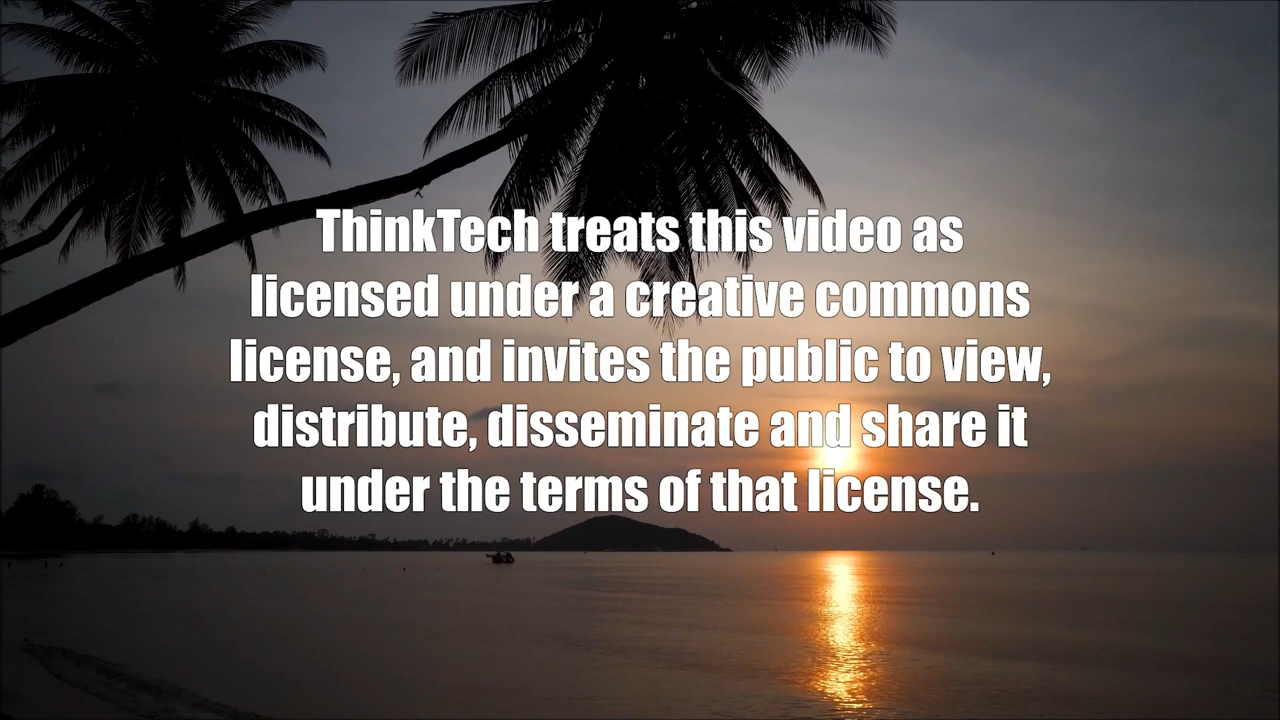 ThinkTech treats this video as
licensed under a creative commons
license, and invites the public to view,
distribute, disseminate and share it
under the terms of that license.